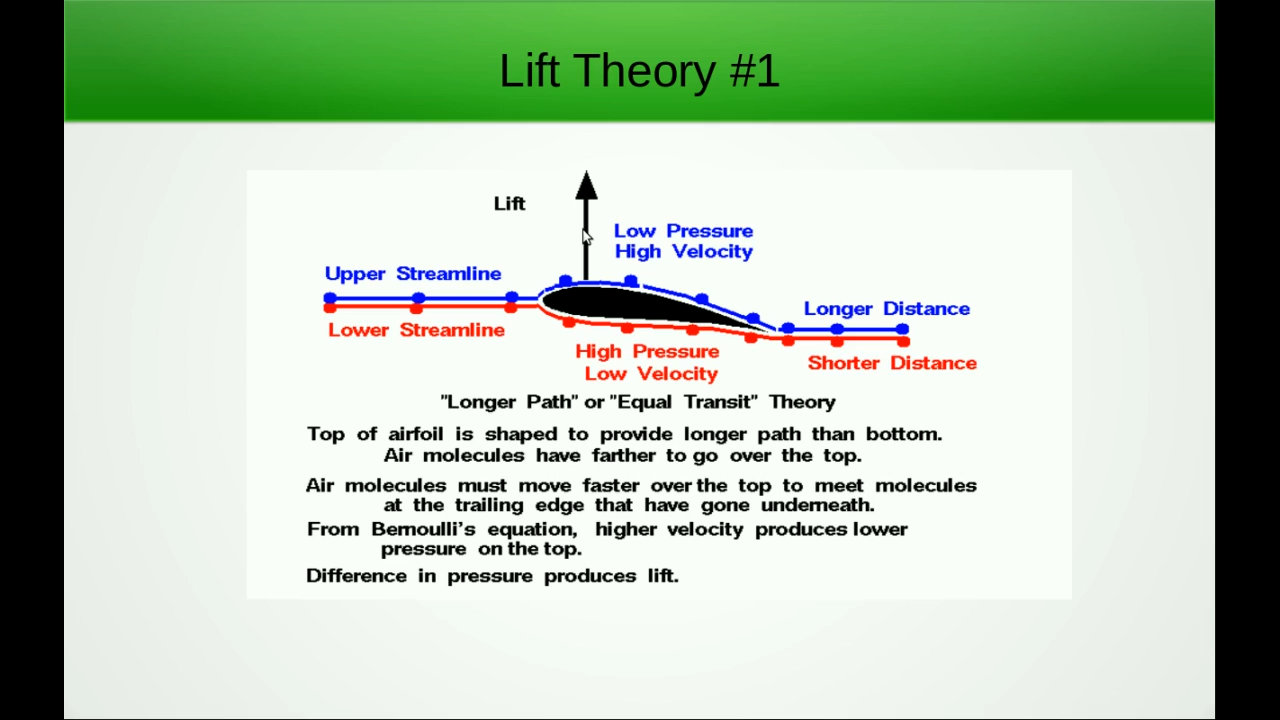 Lift Theory #1
Lift
Low Pressure
High Velocity
Upper Streamline
Lower Streamline
Longer Distance
Shorter Distance
High Pressure
Low Velocity
"Longer Path" or "Equal Transit" Theory
Top of airfoil is shaped to provide longer path than bottom.
Air molecules have farther to go over the top.
Air molecules must move faster over the top to meet molecules
at the trailing edge that have gone underneath.
From Bernoulli's equation, higher velocity produces lower
pressure on the top.
Difference in pressure produces lift.